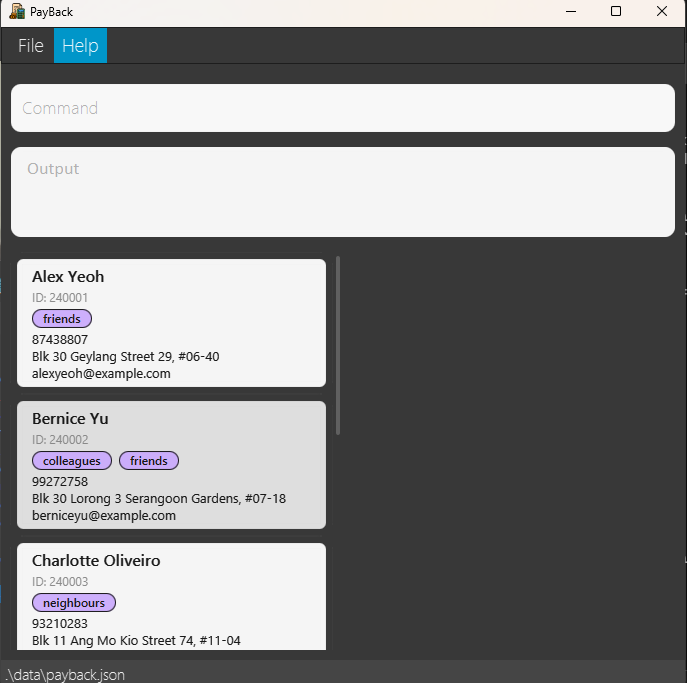 PayBack
File Help
Command
Output
Alex Yeoh
ID: 240001
friends
87438807
Blk 30 Geylang Street 29, #06-40
alexyeoh@example.com
Bernice Yu
ID: 240002
colleagues friends
99272758
Blk 30 Lorong 3 Serangoon Gardens, #07-18
berniceyu@example.com
Charlotte Oliveiro
ID: 240003
neighbours
93210283
Blk 11 Ang Mo Kio Street 74, #11-04
.\data\payback.json